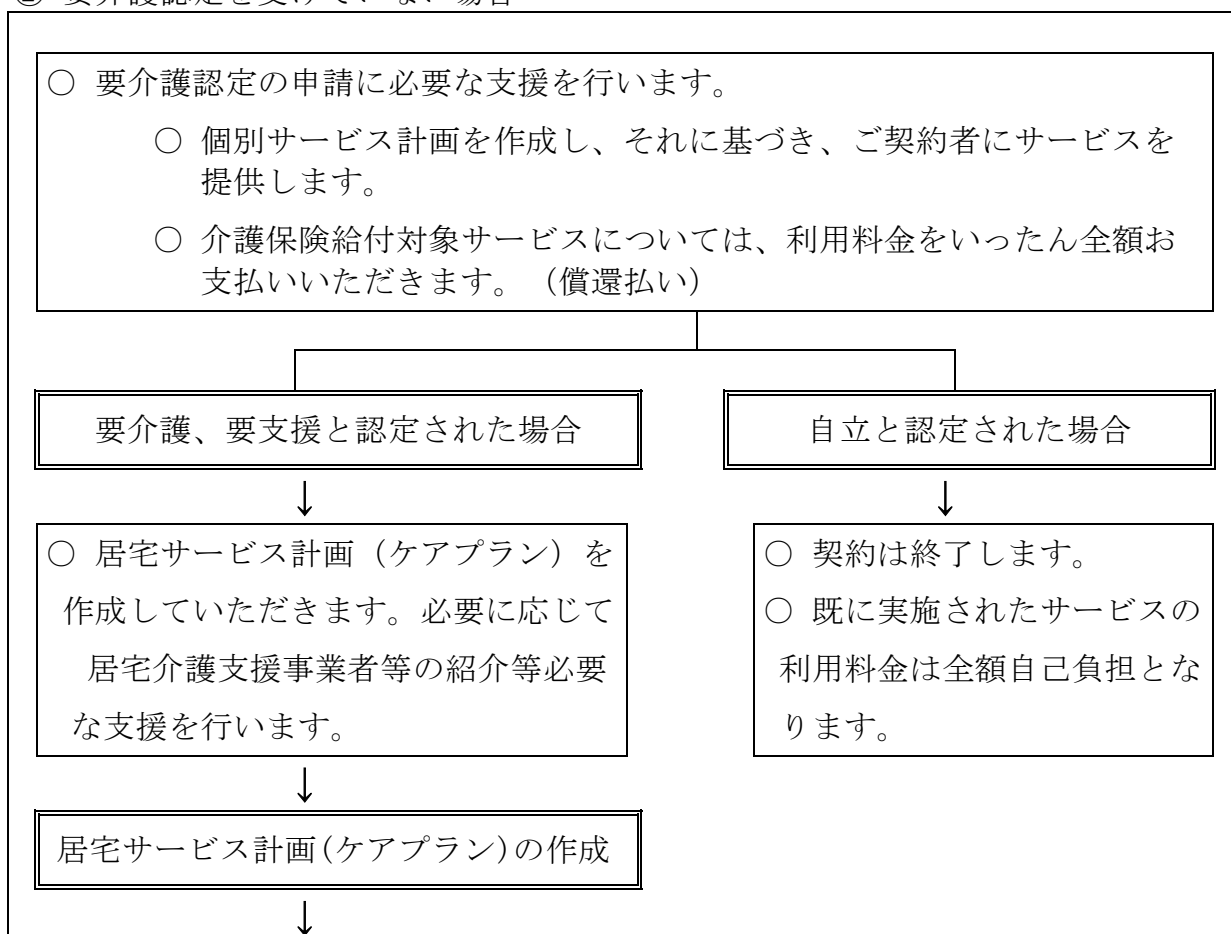 ② 要介護認定を受けていない場合
○ 要介護認定の申請に必要な支援を行います。
○ 個別サービス計画を作成し、それに基づき、ご契約者にサービスを
提供します。
○ 介護保険給付対象サービスについては、利用料金をいったん全額お
支払いいただきます。（償還払い）
要介護、要支援と認定された場合
↓
○ 居宅サービス計画（ケアプラン）を
作成していただきます。必要に応じて
居宅介護支援事業者等の紹介等必要
な支援を行います。
↓
居宅サービス計画(ケアプラン)の作成
↓
自立と認定された場合
↓
○ 契約は終了します。
○ 既に実施されたサービスの
利用料金は全額自己負担とな
ります。